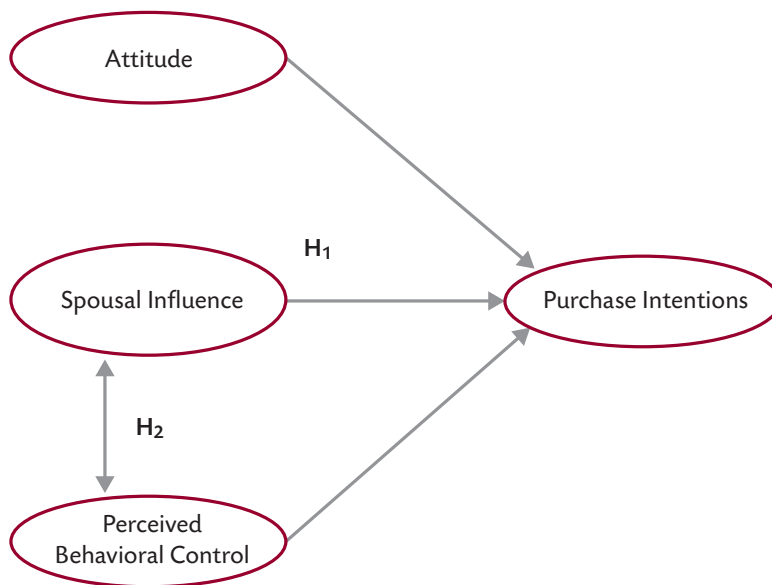 Attitude
H1
Spousal Influence
Purchase Intentions
H2
Perceived
Behavioral Control